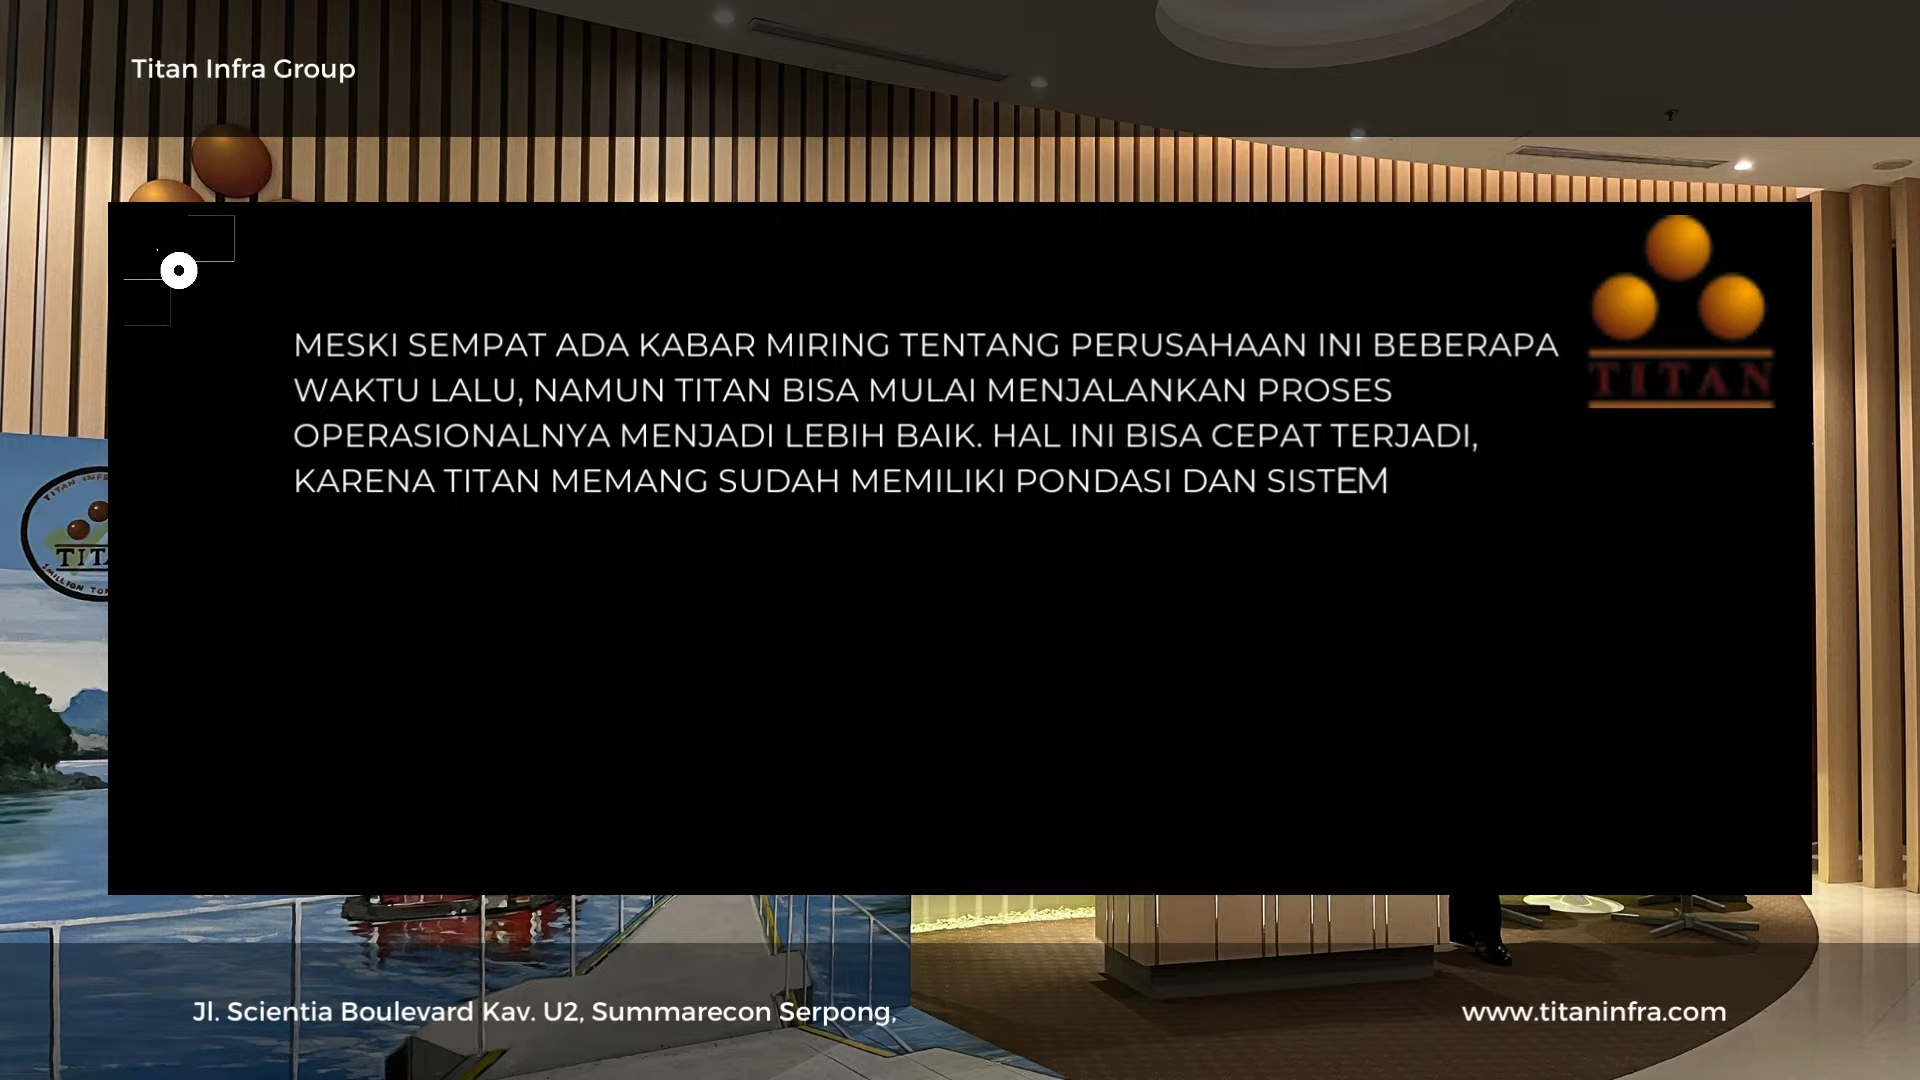 Titan Infra Group
MESKI SEMPAT ADA KABAR MIRING TENTANG PERUSAHAAN INI BEBERAPA
WAKTU LALU, NAMUN TITAN BISA MULAI MENJALANKAN PROSES
OPERASIONALNYA MENJADI LEBIH BAIK. HAL INI BISA CEPAT TERJADI,
KARENA TITAN MEMANG SUDAH MEMILIKI PONDASI DAN SISTEM
TITAN
Jl. Scientia Boulevard Kav. U2, Summarecon Serpong,
www.titaninfra.com